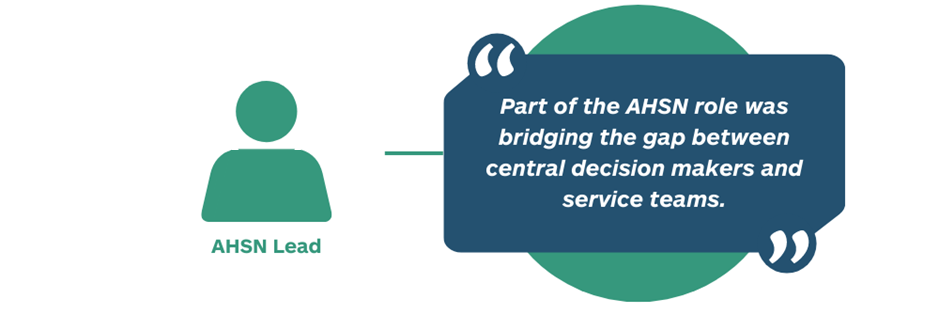 “
Part of the AHSN role was
bridging the gap between
central decision makers and
service teams.
”
AHSN Lead